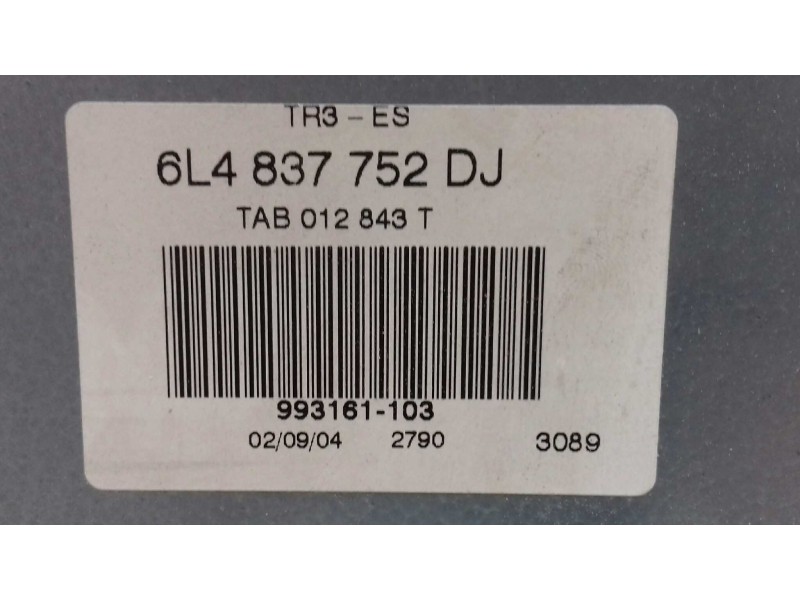 TR3 - ES
6L4 837 752 DJ
TAB 012 843 T
993161-103
02/09/04 2790 3089